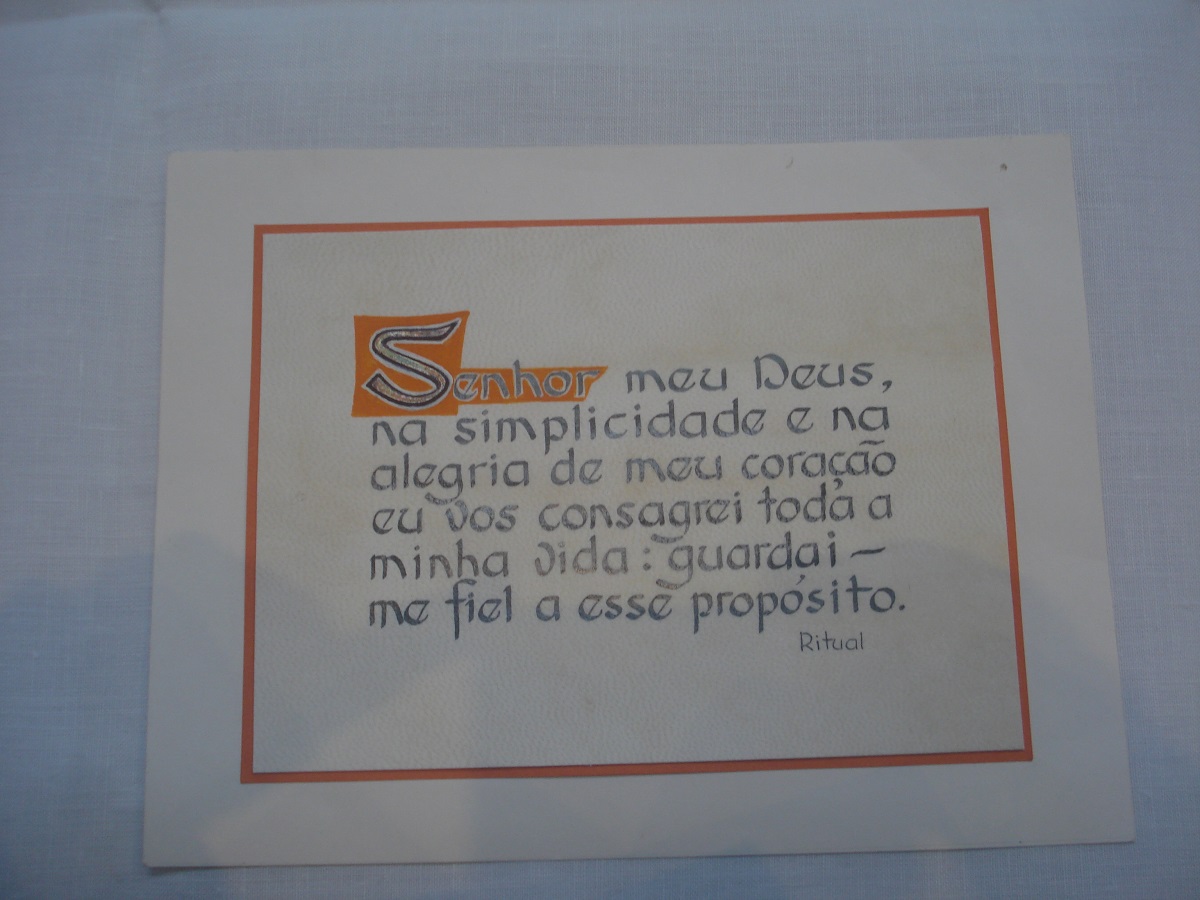 Senhor meu Deus,
na simplicidade e na
alegria de meu coração
eu vos consagrei toda a
minha vida: guardai-
me fiel a esse propósito.
Ritual